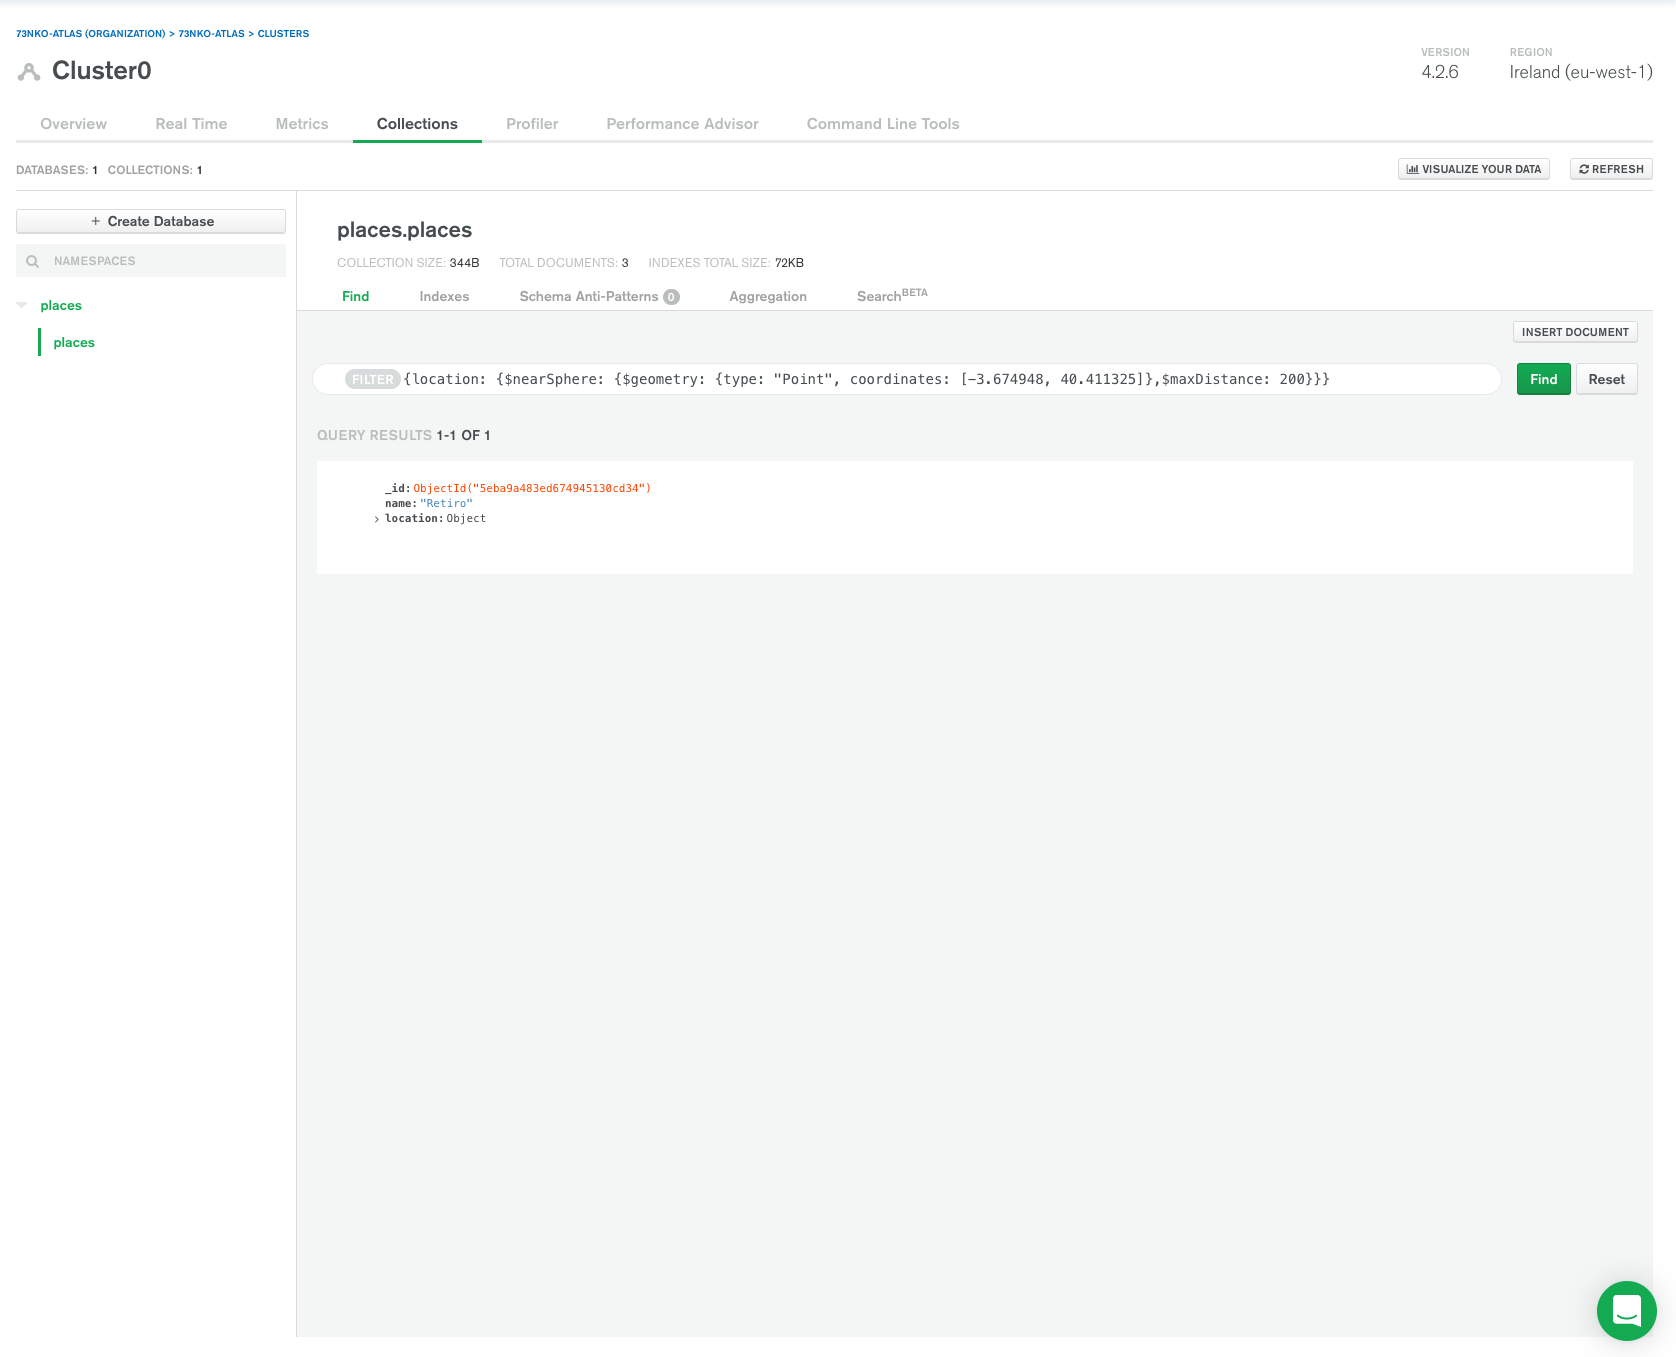 73NKO-ATLAS (ORGANIZATION) > 73NKO-ATLAS > CLUSTERS
Cluster0
VERSION
4.2.6
REGION
Ireland (eu-west-1)
Overview Real Time Metrics Collections Profiler Performance Advisor Command Line Tools
DATABASES: 1 COLLECTIONS: 1
VISUALIZE YOUR DATA
REFRESH
+ Create Database
NAMESPACES
places
places
places.places
COLLECTION SIZE: 344B TOTAL DOCUMENTS: 3 INDEXES TOTAL SIZE: 72KB
Find Indexes Schema Anti-Patterns 0 Aggregation SearchBETA
INSERT DOCUMENT
FILTER {location: {$nearSphere: {$geometry: {type: "Point", coordinates: [-3.674948, 40.411325]},$maxDistance: 200}}}
Find
Reset
QUERY RESULTS 1-1 OF 1
_id: ObjectId("5eba9a483ed674945130cd34")
name: "Retiro"
> location: Object